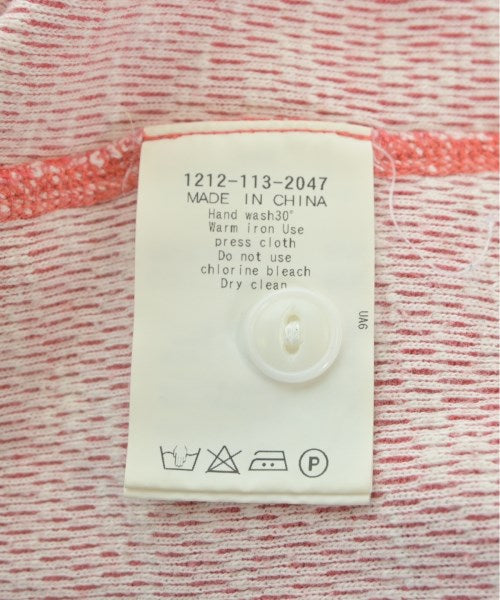 1212-113-2047
MADE IN CHINA
Hand wash30°
Warm iron Use
press cloth
Do not use
chlorine bleach
Dry clean
UA6
P